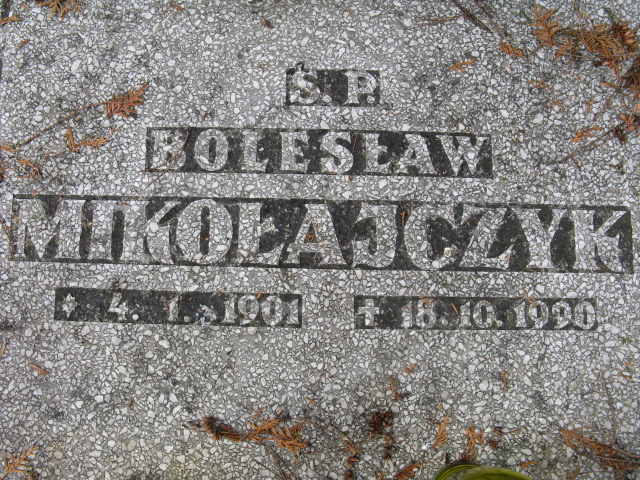 Ś.P.
BOLESŁAW
MIKOŁAJCZYK
* 4. 1. 1901 ✝ 18.10.1990